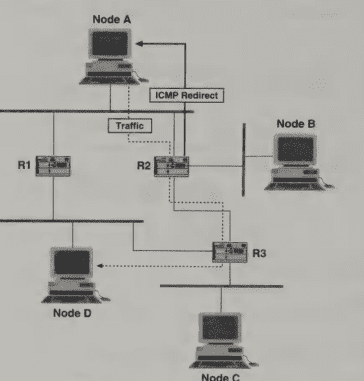 Node A
ICMP Redirect
Traffic
Node B
R1
R2
R3
Node D
Node C